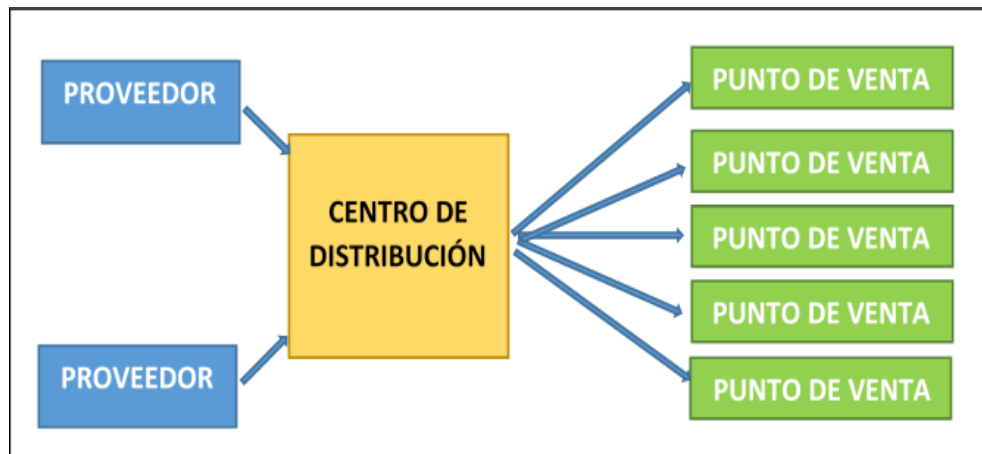 PROVEEDOR
PROVEEDOR
CENTRO DE
DISTRIBUCIÓN
PUNTO DE VENTA
PUNTO DE VENTA
PUNTO DE VENTA
PUNTO DE VENTA
PUNTO DE VENTA